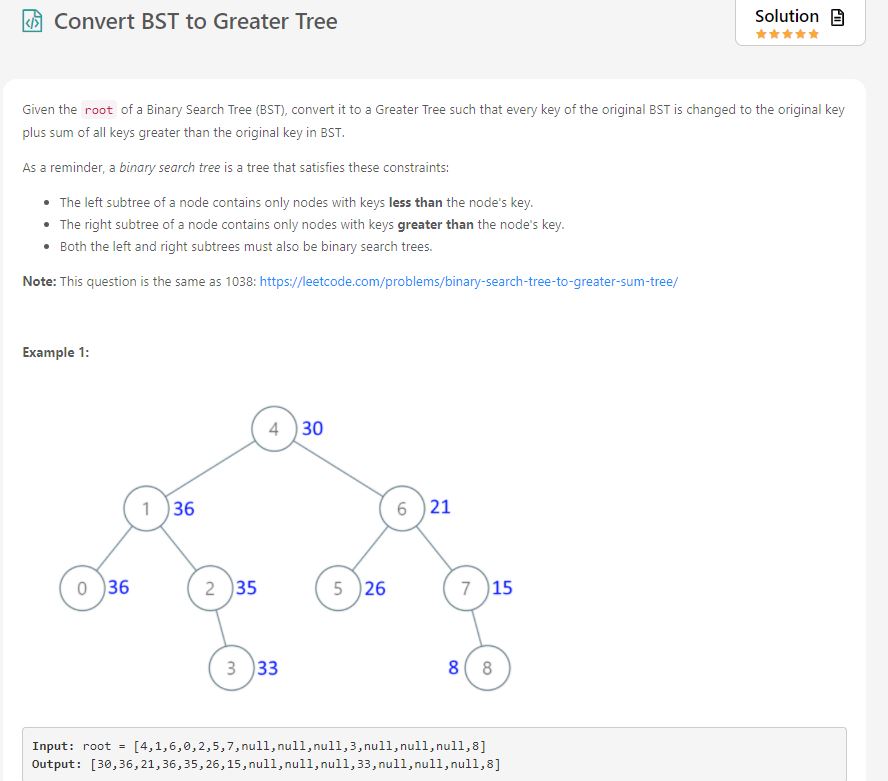 Convert BST to Greater Tree
Solution
Given the root of a Binary Search Tree (BST), convert it to a Greater Tree such that every key of the original BST is changed to the original key
plus sum of all keys greater than the original key in BST.
As a reminder, a binary search tree is a tree that satisfies these constraints:
• The left subtree of a node contains only nodes with keys less than the node's key.
• The right subtree of a node contains only nodes with keys greater than the node's key.
• Both the left and right subtrees must also be binary search trees.
Note: This question is the same as 1038: https://leetcode.com/problems/binary-search-tree-to-greater-sum-tree/
Example 1:
4 30
1 36 6 21
0 36 2 35 5 26 7 15
3 33 8 8
Input: root = [4,1,6,0,2,5,7,null,null,null,3,null,null,null,8]
Output: [30,36,21,36,35,26,15,null,null,null,33,null,null,null,8]